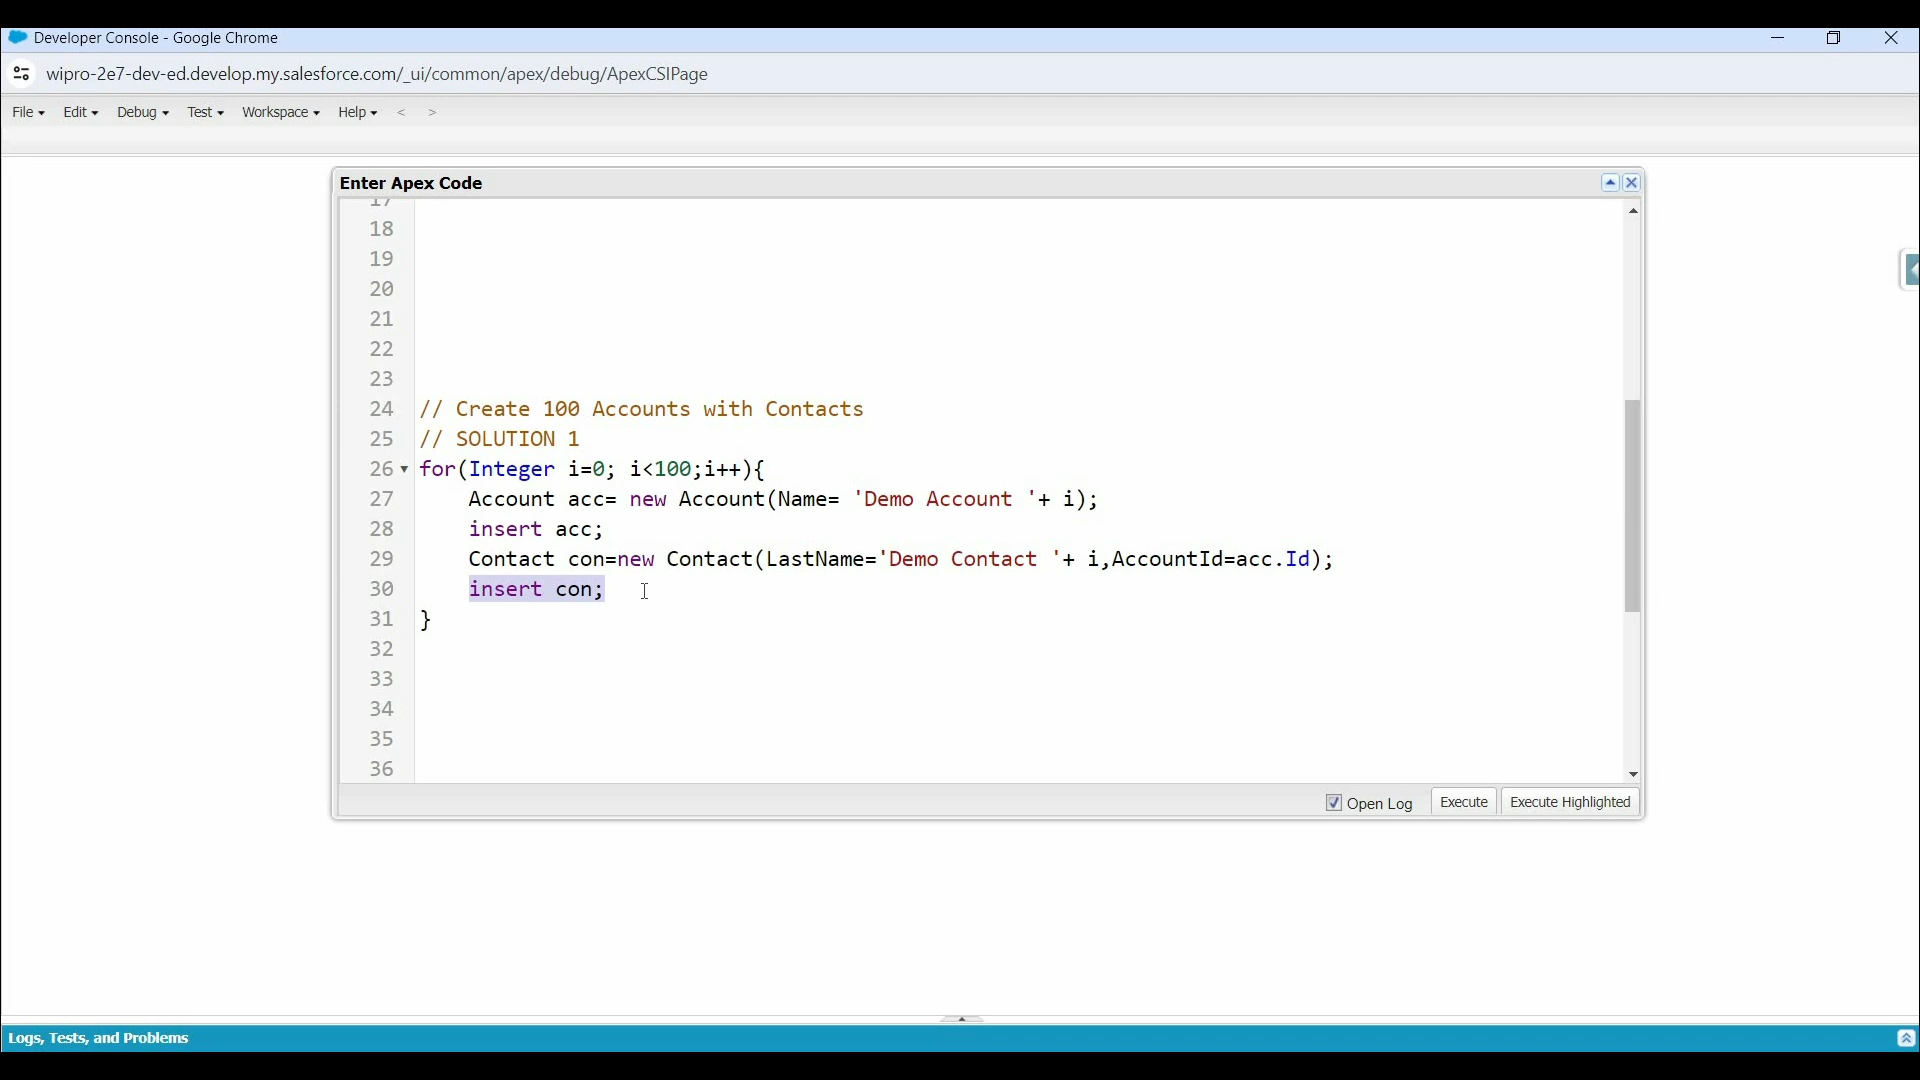 Developer Console - Google Chrome
wipro-2e7-dev-ed.develop.my.salesforce.com/_ui/common/apex/debug/ApexCSIPage
File Edit Debug Test Workspace Help < >
Enter Apex Code
17
18
19
20
21
22
23
24 // Create 100 Accounts with Contacts
25 // SOLUTION 1
26 for(Integer i=0; i<100;i++){
27 Account acc= new Account(Name= 'Demo Account '+ i);
28 insert acc;
29 Contact con=new Contact(LastName='Demo Contact '+ i,AccountId=acc.Id);
30 insert con;
31 }
32
33
34
35
36
Open Log Execute Execute Highlighted
Logs, Tests, and Problems